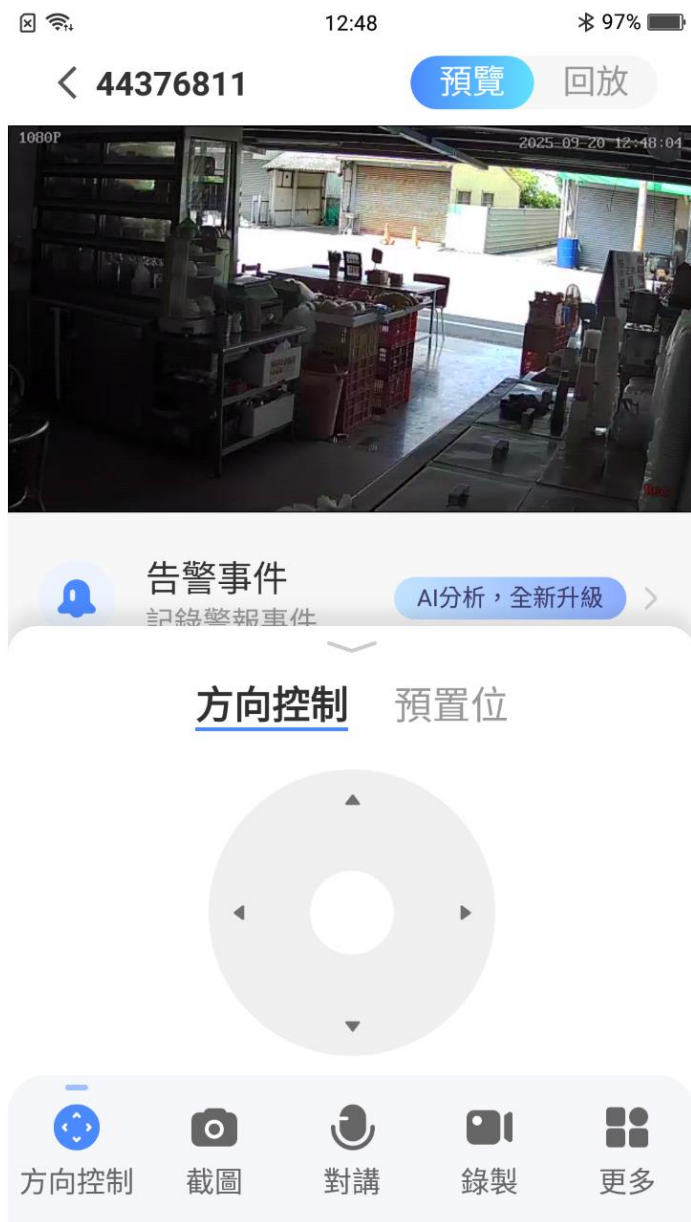 12:48
97%
44376811
預覽
回放
1080P
2025-09-20 12:48:04
告警事件
AI分析，全新升級
記錄警報事件
方向控制
預置位
方向控制
截圖
對講
錄製
更多